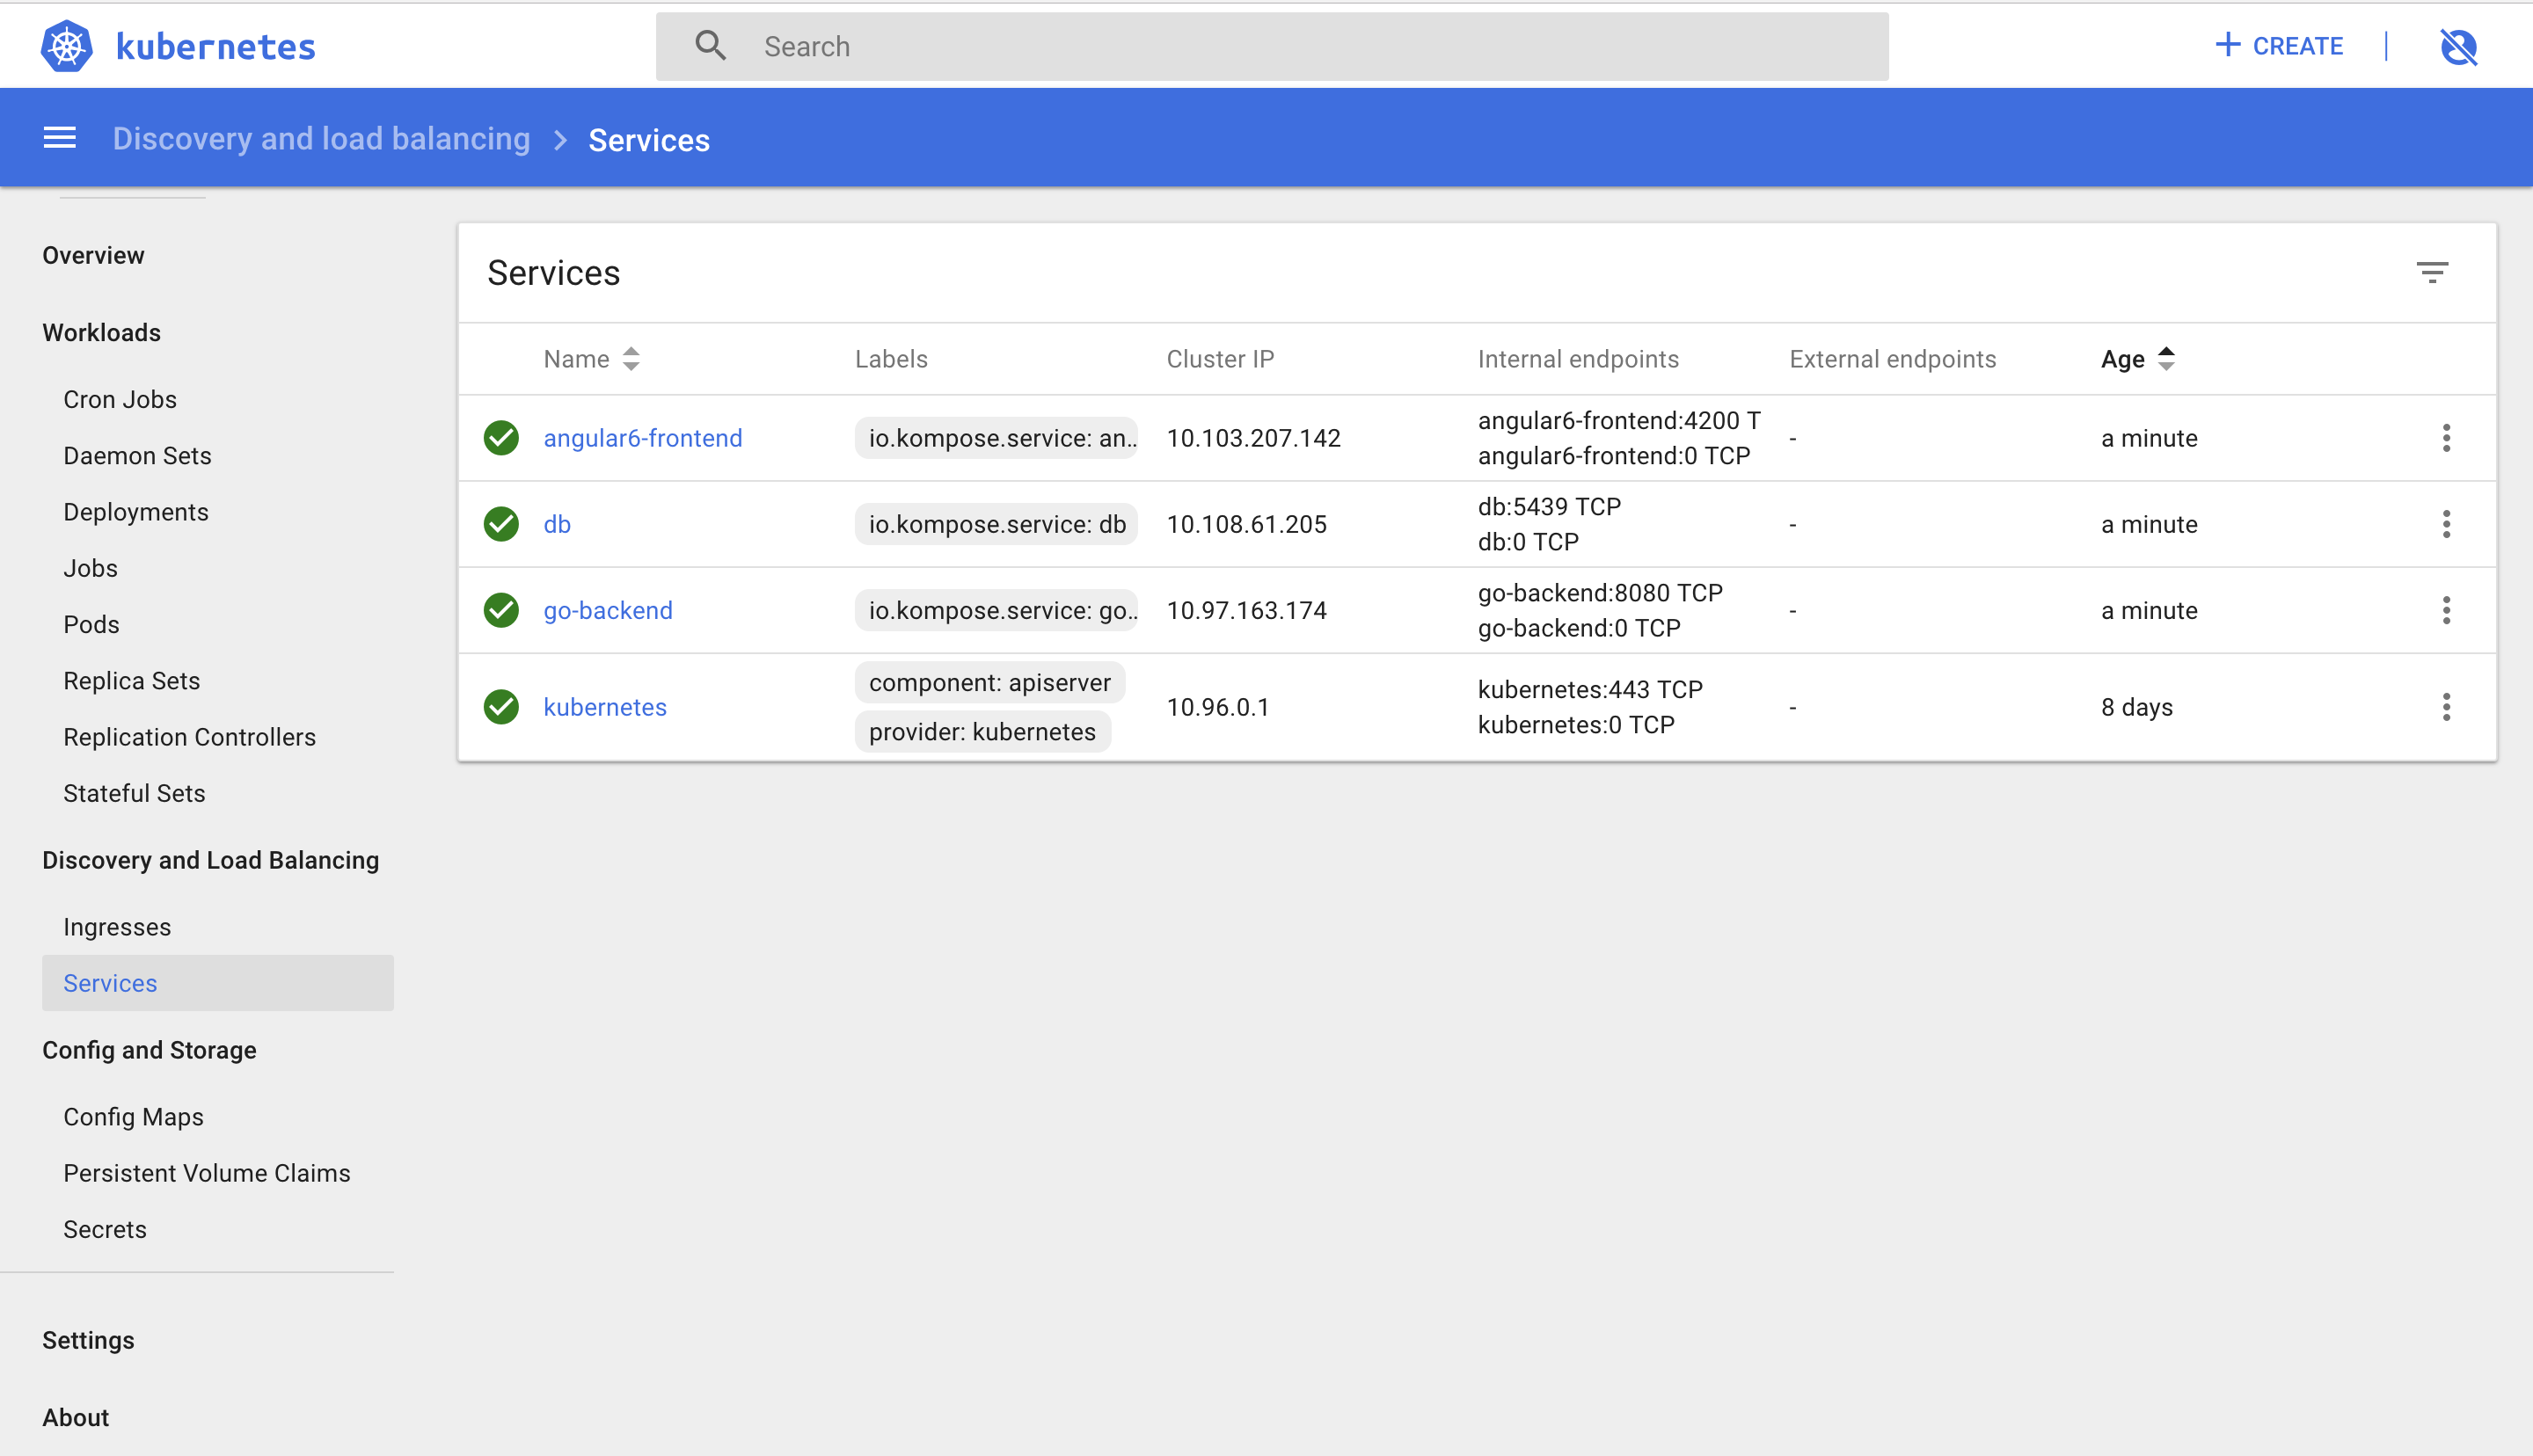 kubernetes
Search
CREATE
Discovery and load balancing
Services
Overview
Workloads
Cron Jobs
Daemon Sets
Deployments
Jobs
Pods
Replica Sets
Replication Controllers
Stateful Sets
Discovery and Load Balancing
Ingresses
Services
Config and Storage
Config Maps
Persistent Volume Claims
Secrets
Settings
About
Services
Name Labels Cluster IP Internal endpoints External endpoints Age
angular6-frontend io.kompose.service: an.. 10.103.207.142 angular6-frontend:4200 T - a minute
angular6-frontend:0 TCP
db io.kompose.service: db 10.108.61.205 db:5439 TCP - a minute
db:0 TCP
go-backend io.kompose.service: go.. 10.97.163.174 go-backend:8080 TCP - a minute
go-backend:0 TCP
kubernetes component: apiserver 10.96.0.1 kubernetes:443 TCP - 8 days
provider: kubernetes kubernetes:0 TCP